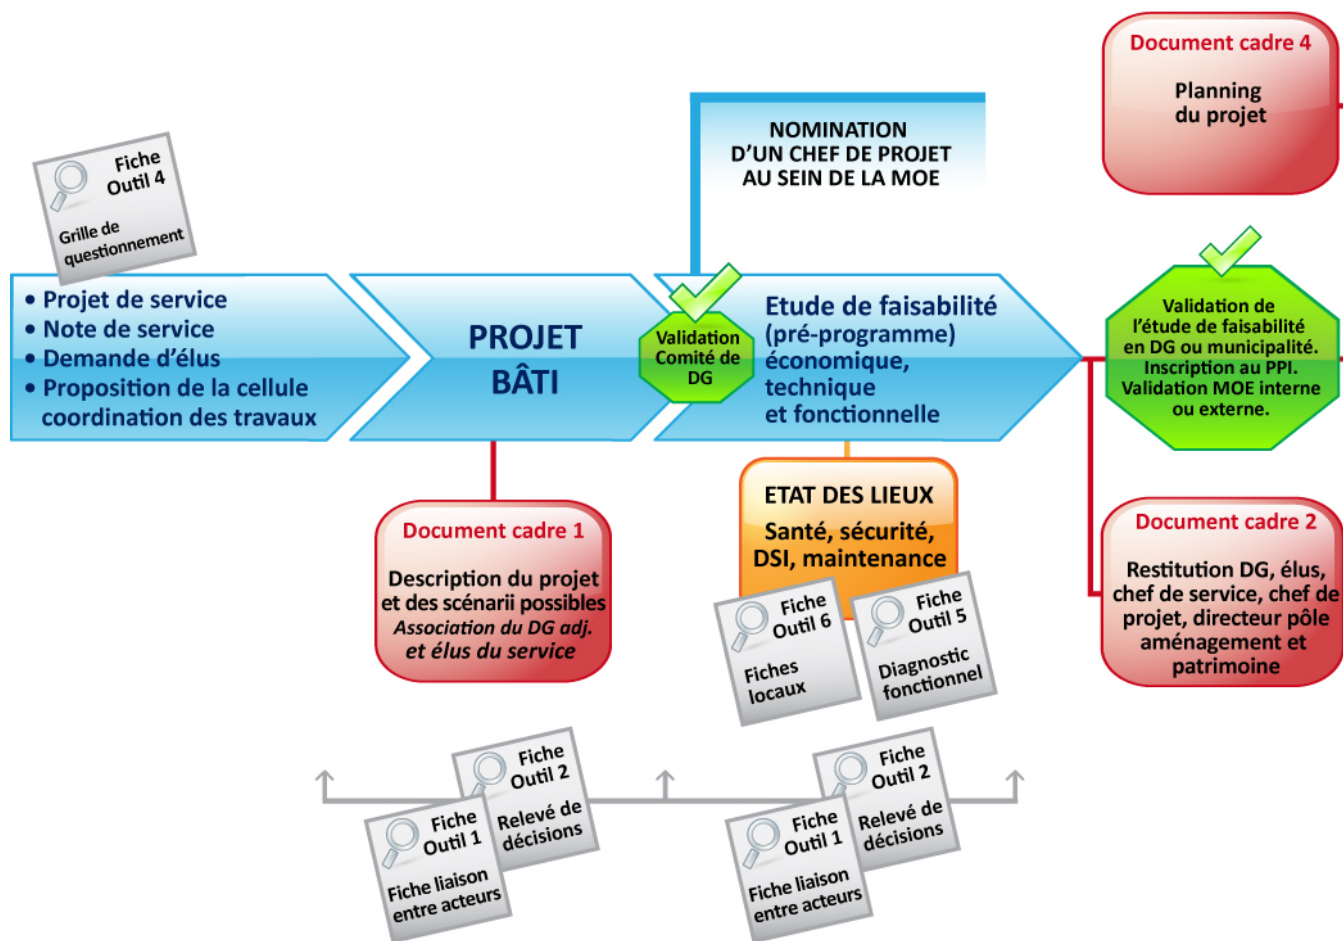 Document cadre 4
Planning
du projet
NOMINATION
D'UN CHEF DE PROJET
AU SEIN DE LA MOE
Fiche
Outil 4
Grille de
questionnement
• Projet de service
• Note de service
• Demande d'élus
• Proposition de la cellule
coordination des travaux
PROJET
BÂTI
Validation
Comité de
DG
Etude de faisabilité
(pré-programme)
économique,
technique
et fonctionnelle
Validation de
l'étude de faisabilité
en DG ou municipalité.
Inscription au PPI.
Validation MOE interne
ou externe.
Document cadre 1
Description du projet
et des scénarii possibles
Association du DG adj.
et élus du service
ETAT DES LIEUX
Santé, sécurité,
DSI, maintenance
Fiche
Outil 6
Fiches
locaux
Fiche
Outil 5
Diagnostic
fonctionnel
Document cadre 2
Restitution DG, élus,
chef de service, chef de
projet, directeur pôle
aménagement et
patrimoine
Fiche
Outil 2
Relevé de
décisions
Fiche
Outil 1
Fiche liaison
entre acteurs
Fiche
Outil 2
Relevé de
décisions
Fiche
Outil 1
Fiche liaison
entre acteurs